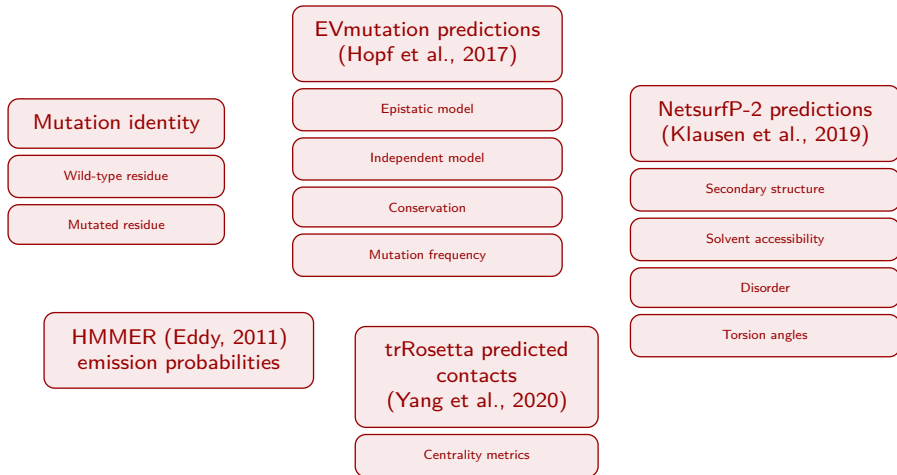 Mutation identity
Wild-type residue
Mutated residue
EVmutation predictions
(Hopf et al., 2017)
Epistatic model
Independent model
Conservation
Mutation frequency
NetsurfP-2 predictions
(Klausen et al., 2019)
Secondary structure
Solvent accessibility
Disorder
Torsion angles
HMMER (Eddy, 2011)
emission probabilities
trRosetta predicted
contacts
(Yang et al., 2020)
Centrality metrics